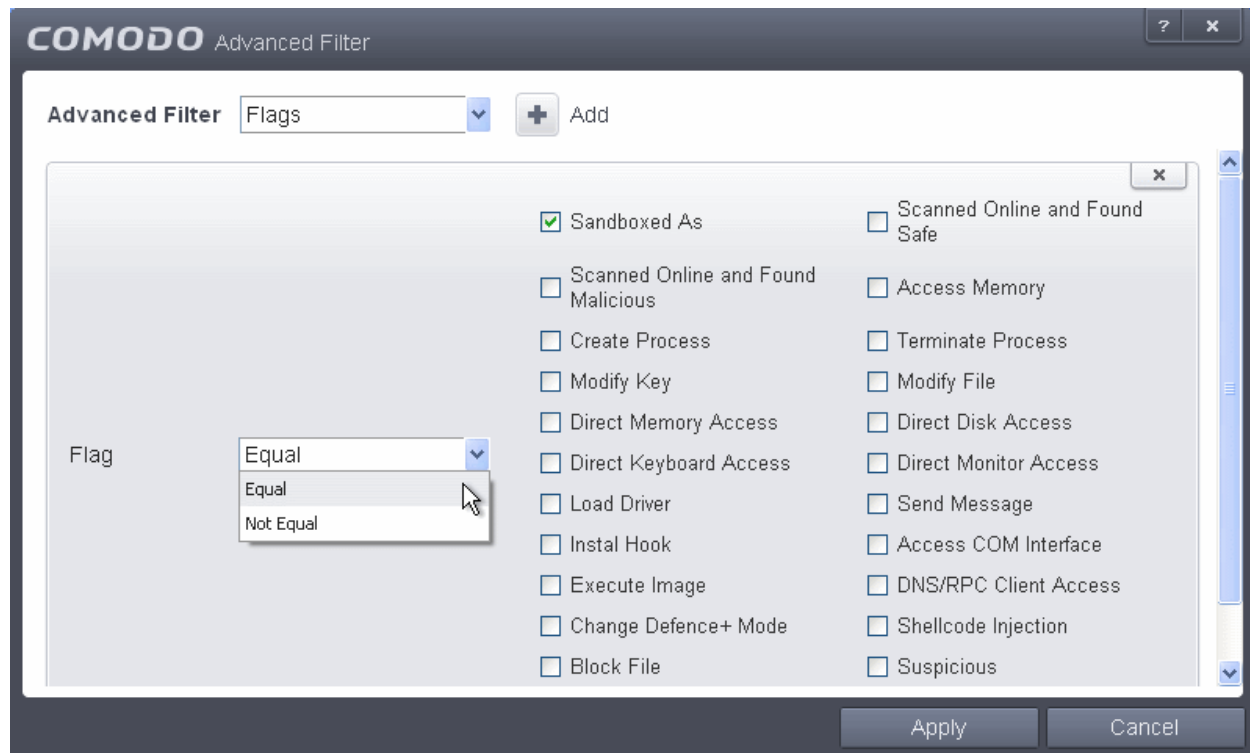 COMODO Advanced Filter
? x
Advanced Filter Flags Add
x
Sandboxed As
Scanned Online and Found
Safe
Scanned Online and Found
Malicious
Access Memory
Create Process
Terminate Process
Modify Key
Modify File
Direct Memory Access
Direct Disk Access
Flag
Equal
Equal
Not Equal
Direct Keyboard Access
Direct Monitor Access
Load Driver
Send Message
Instal Hook
Access COM Interface
Execute Image
DNS/RPC Client Access
Change Defence+ Mode
Shellcode Injection
Block File
Suspicious
Apply
Cancel